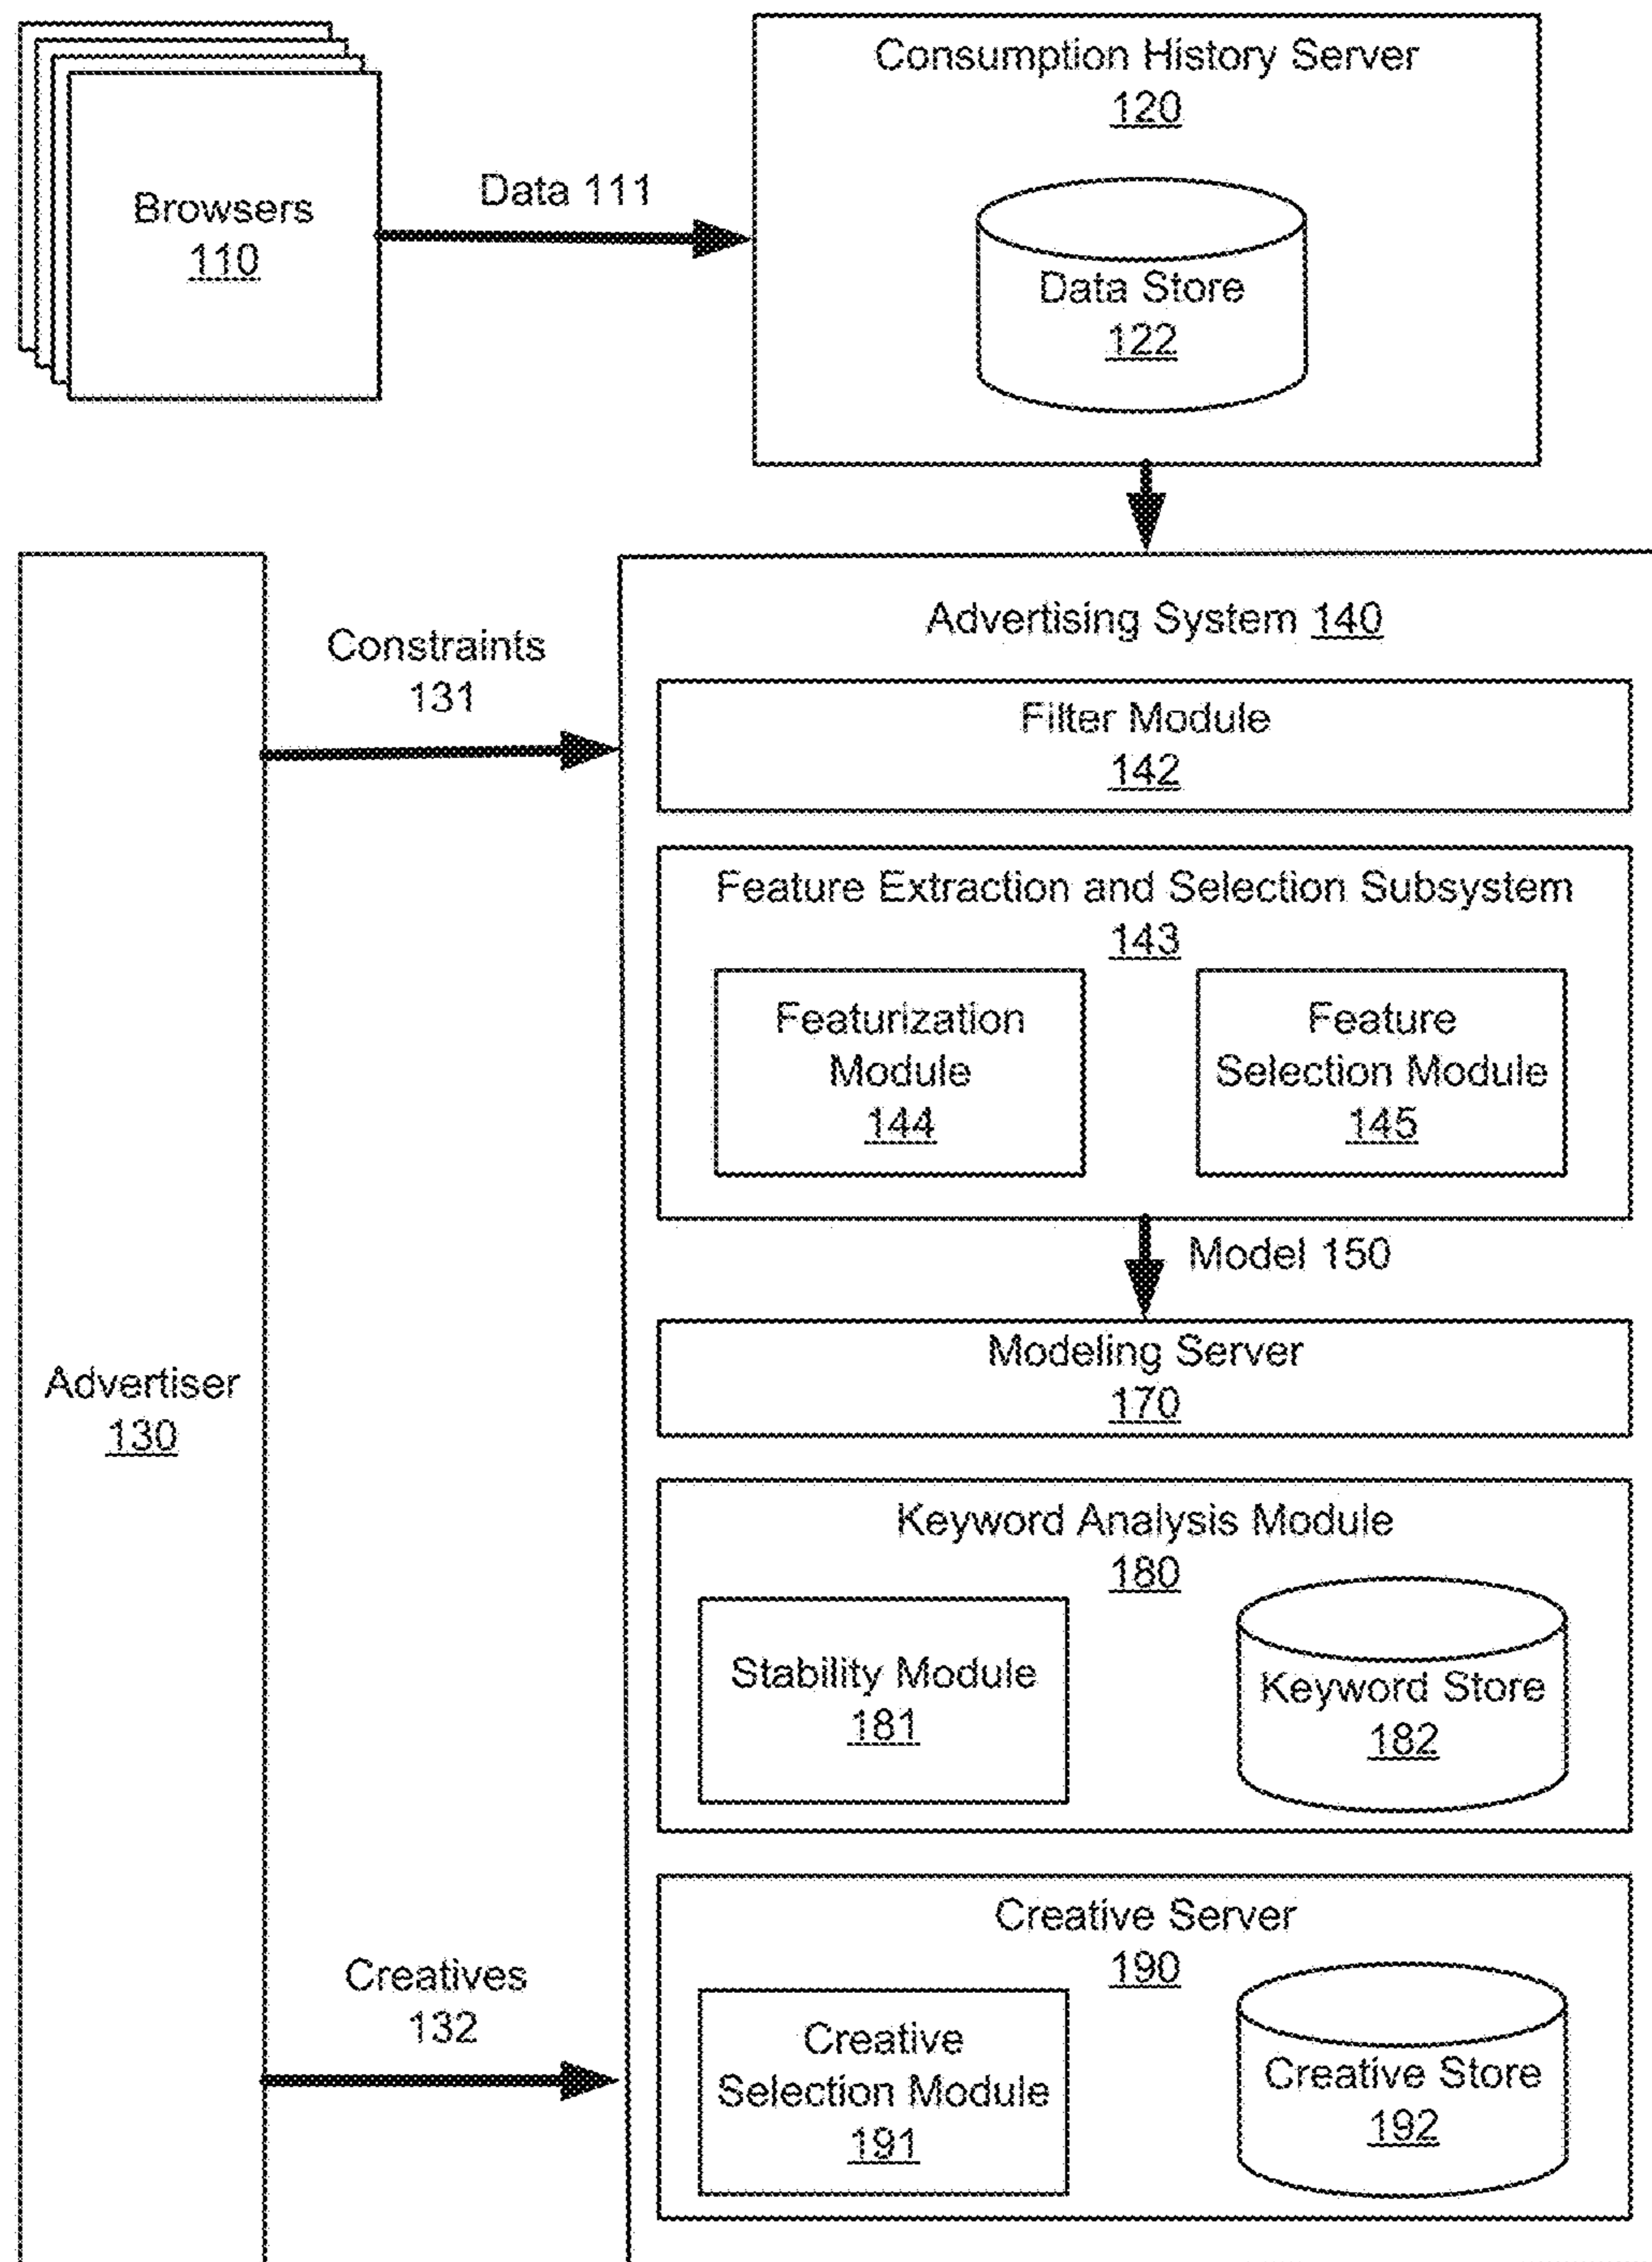 Browsers
110
Data 111
Consumption History Server
120
Data Store
122
Advertiser
130
Constraints
131
Creatives
132
Advertising System 140
Filter Module
142
Feature Extraction and Selection Subsystem
143
Featurization
Module
144
Feature
Selection Module
145
Model 150
Modeling Server
170
Keyword Analysis Module
180
Stability Module
181
Keyword Store
182
Creative Server
190
Creative
Selection Module
191
Creative Store
192